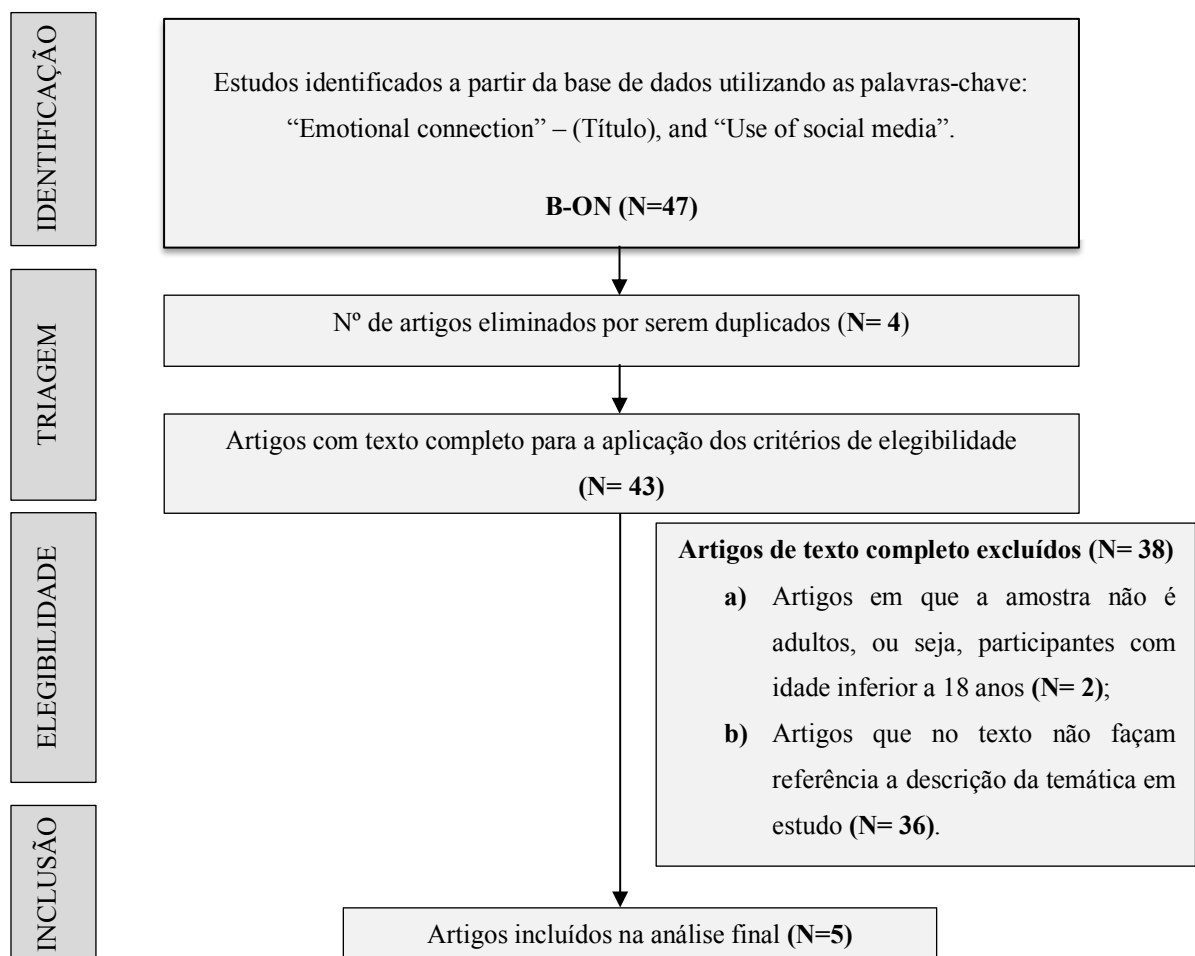 IDENTIFICAÇÃO
Estudos identificados a partir da base de dados utilizando as palavras-chave:
“Emotional connection” – (Título), and “Use of social media”.
B-ON (N=47)
TRIAGEM
Nº de artigos eliminados por serem duplicados (N= 4)
Artigos com texto completo para a aplicação dos critérios de elegibilidade
(N= 43)
ELEGIBILIDADE
Artigos de texto completo excluídos (N= 38)
a) Artigos em que a amostra não é
adultos, ou seja, participantes com
idade inferior a 18 anos (N= 2);
b) Artigos que no texto não façam
referência a descrição da temática em
estudo (N= 36).
INCLUSÃO
Artigos incluídos na análise final (N=5)